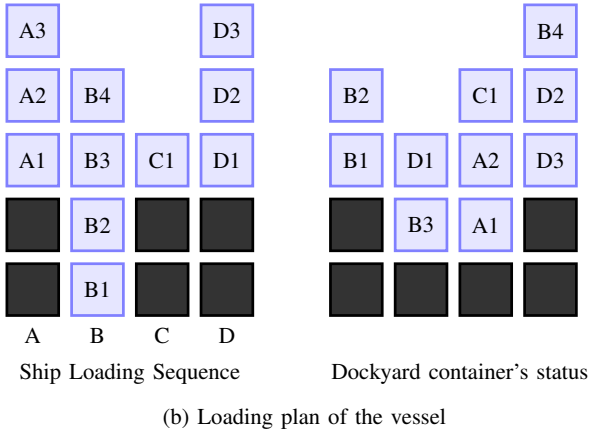 A3 D3 B4
A2 B4 D2 B2 C1 D2
A1 B3 C1 D1 B1 D1 A2 D3
B2 B3 A1
B1
A B C D
Ship Loading Sequence Dockyard container's status
(b) Loading plan of the vessel